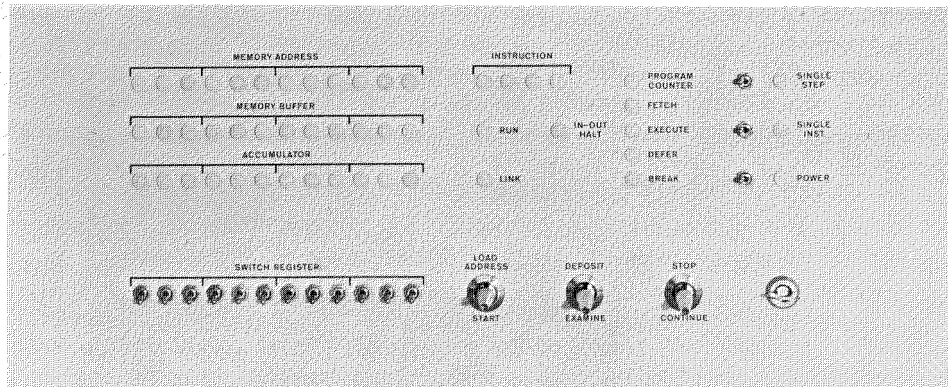 MEMORY ADDRESS
INSTRUCTION
PROGRAM
COUNTER
SINGLE
STEP
MEMORY BUFFER
FETCH
RUN
IN-OUT
HALT
EXECUTE
SINGLE
INST.
ACCUMULATOR
DEFER
LINK
BREAK
POWER
SWITCH REGISTER
LOAD
ADDRESS
DEPOSIT
STOP
START
EXAMINE
CONTINUE